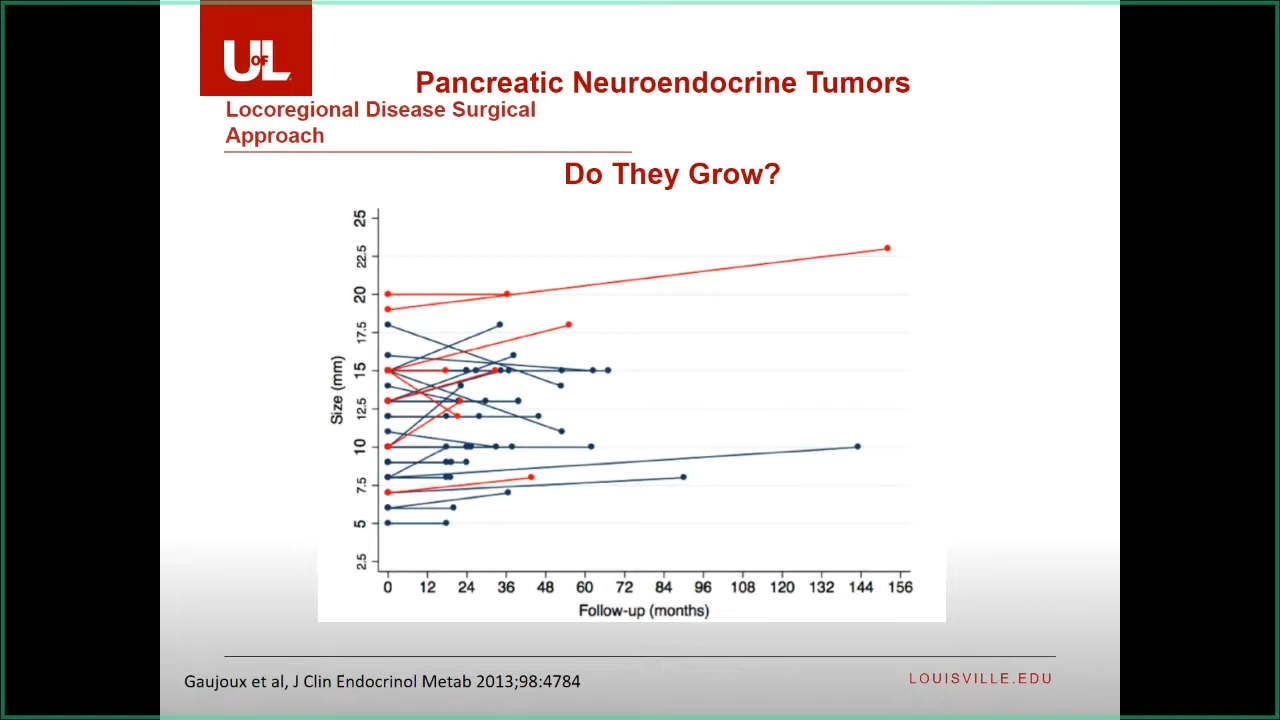 UOFL
Pancreatic Neuroendocrine Tumors
Locoregional Disease Surgical
Approach
Do They Grow?
25
22.5
20
17.5
15
12.5
10
7.5
5
2.5
Size (mm)
0 12 24 36 48 60 72 84 96 108 120 132 144 156
Follow-up (months)
Gaujoux et al, J Clin Endocrinol Metab 2013;98:4784
LOUISVILLE.EDU